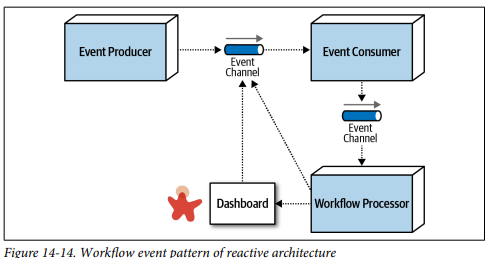 Event Producer
Event
Channel
Event Consumer
Event
Channel
Dashboard
Workflow Processor
Figure 14-14. Workflow event pattern of reactive architecture